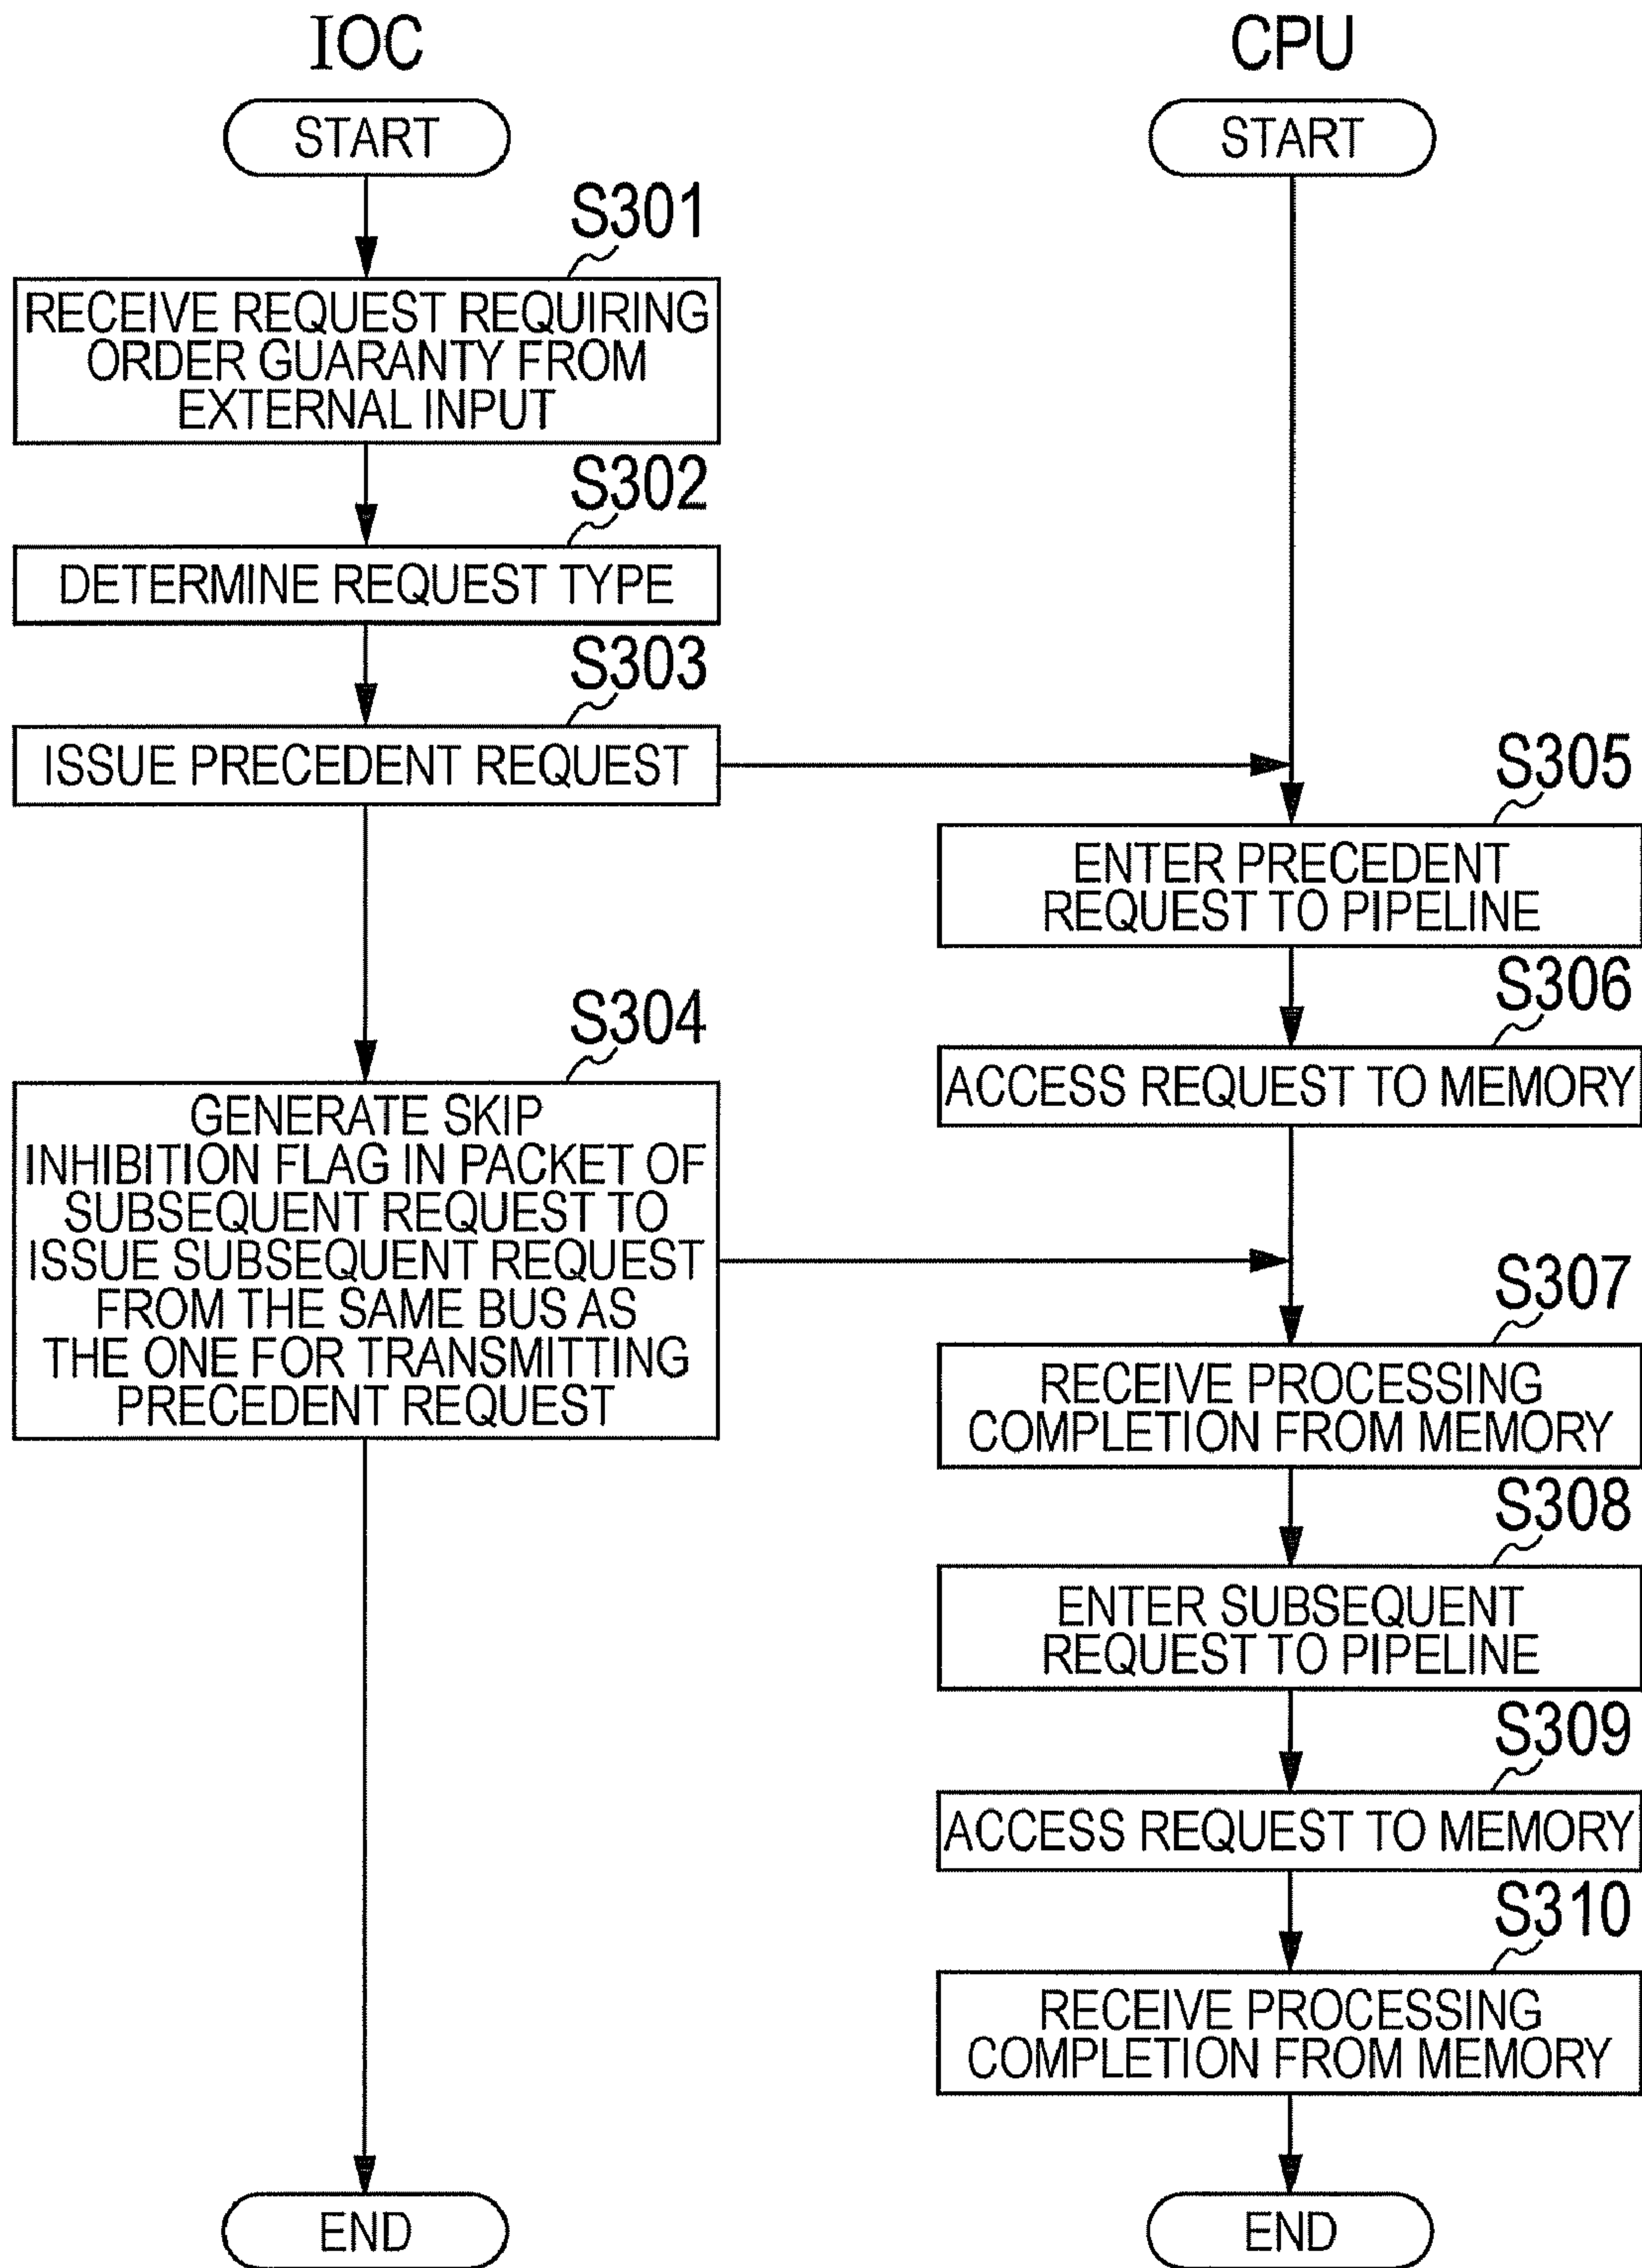 IOC
START
S301
RECEIVE REQUEST REQUIRING
ORDER GUARANTY FROM
EXTERNAL INPUT
S302
DETERMINE REQUEST TYPE
S303
ISSUE PRECEDENT REQUEST
S304
GENERATE SKIP
INHIBITION FLAG IN PACKET OF
SUBSEQUENT REQUEST TO
ISSUE SUBSEQUENT REQUEST
FROM THE SAME BUS AS
THE ONE FOR TRANSMITTING
PRECEDENT REQUEST
END
CPU
START
S305
ENTER PRECEDENT
REQUEST TO PIPELINE
S306
ACCESS REQUEST TO MEMORY
S307
RECEIVE PROCESSING
COMPLETION FROM MEMORY
S308
ENTER SUBSEQUENT
REQUEST TO PIPELINE
S309
ACCESS REQUEST TO MEMORY
S310
RECEIVE PROCESSING
COMPLETION FROM MEMORY
END